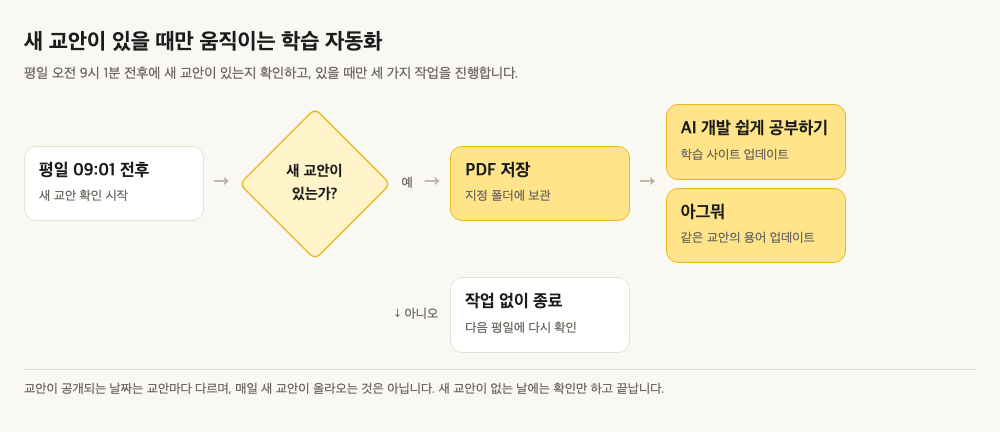 새 교안이 있을 때만 움직이는 학습 자동화
평일 오전 9시 1분 전후에 새 교안이 있는지 확인하고, 있을 때만 세 가지 작업을 진행합니다.
평일 09:01 전후
새 교안 확인 시작
→
새 교안이
있는가?
예 →
PDF 저장
지정 폴더에 보관
→
AI 개발 쉽게 공부하기
학습 사이트 업데이트
아그뭐
같은 교안의 용어 업데이트
↓ 아니오
작업 없이 종료
다음 평일에 다시 확인
교안이 공개되는 날짜는 교안마다 다르며, 매일 새 교안이 올라오는 것은 아닙니다. 새 교안이 없는 날에는 확인만 하고 끝납니다.